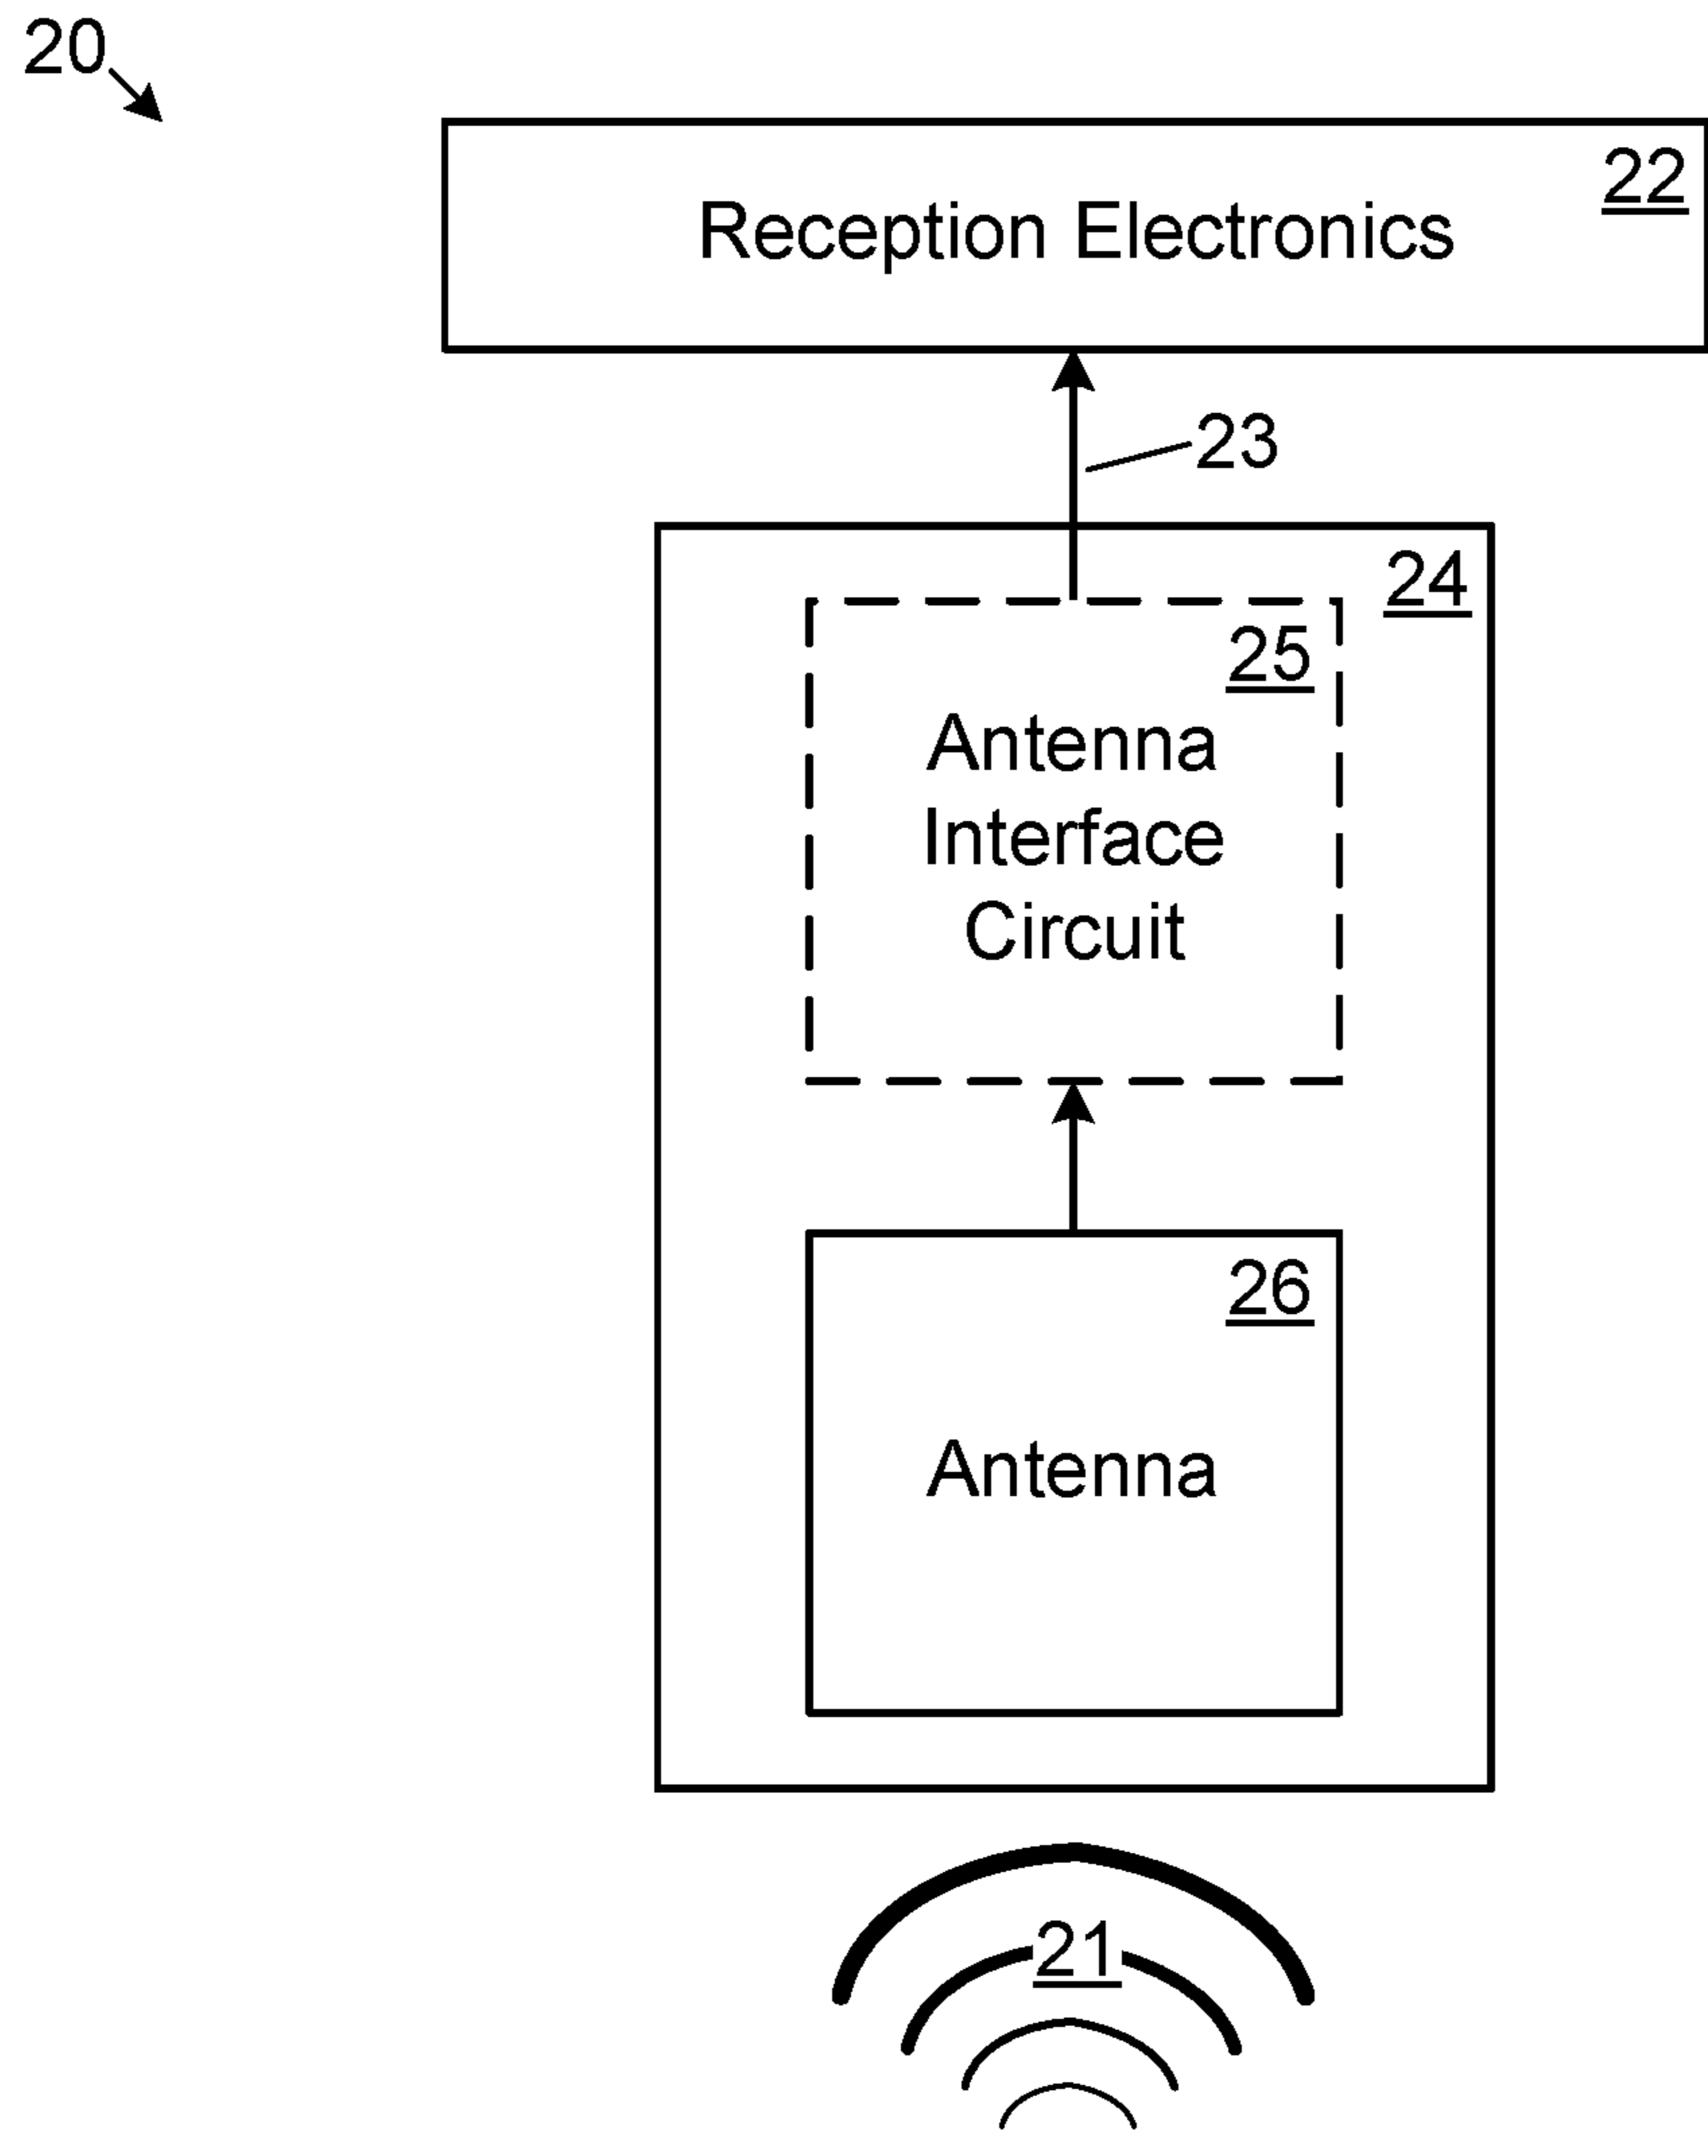 20
22
Reception Electronics
23
24
25
Antenna
Interface
Circuit
26
Antenna
21